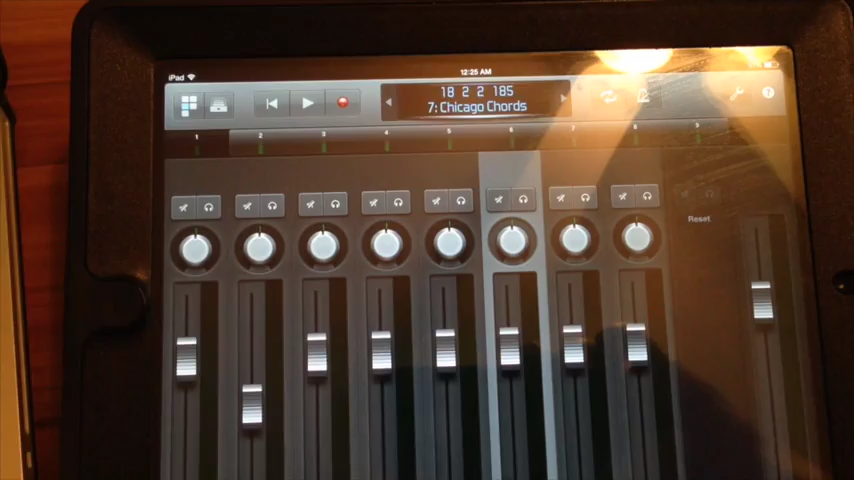 iPad
12:25 AM
18 2 2 185
7: Chicago Chords
1 2 3 4 5 6 7 8 9
Reset